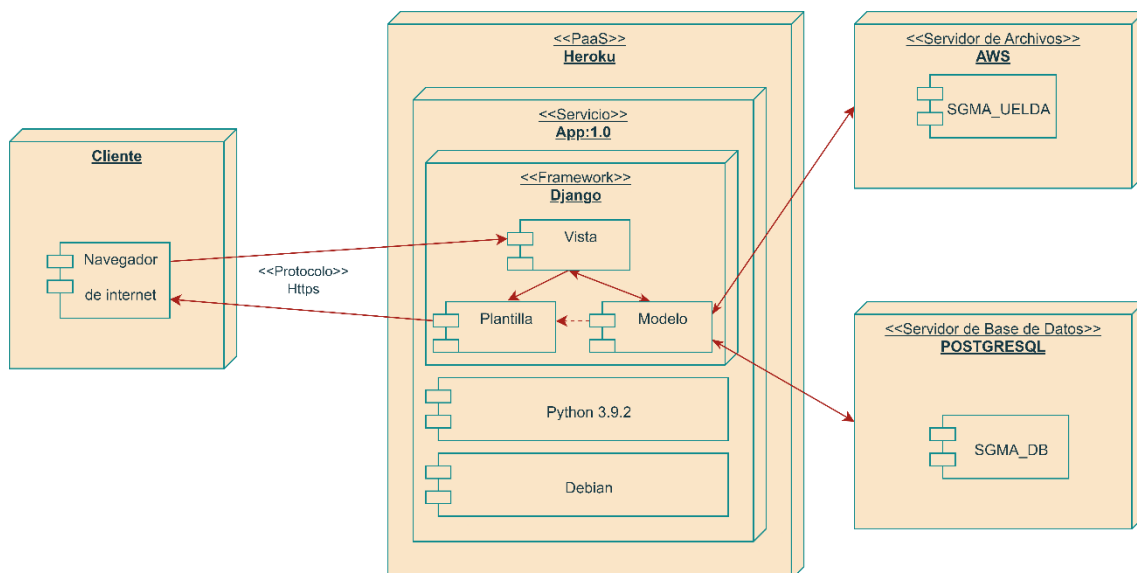 Cliente
Navegador
de internet
<<Protocolo>>
Https
<<PaaS>>
Heroku
<<Servicio>>
App:1.0
<<Framework>>
Django
Vista
Plantilla
Modelo
Python 3.9.2
Debian
<<Servidor de Archivos>>
AWS
SGMA_UELDA
<<Servidor de Base de Datos>>
POSTGRESQL
SGMA_DB